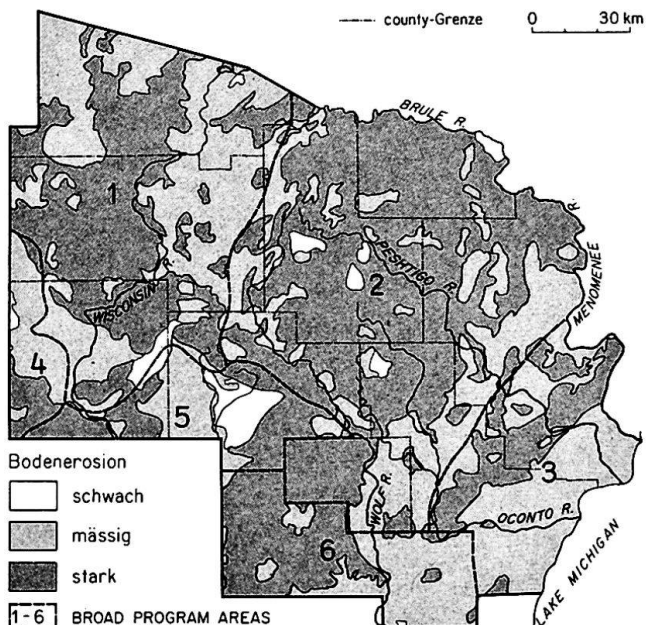 county-Grenze
0 30 km
BRULE R.
MENOMENEE R.
1
PESHTIGO R.
2
WISCONSIN R.
4
5
3
WOLF R.
OCONTO R.
6
LAKE MICHIGAN
Bodenerosion
schwach
mässig
stark
1-6 BROAD PROGRAM AREAS